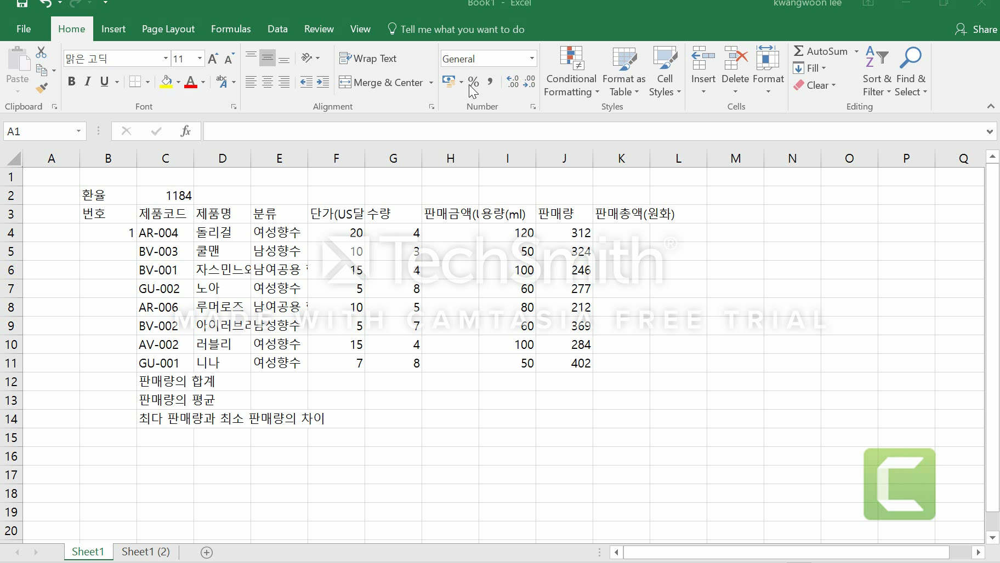 Book1 - Excel
kwangwoon lee
File Home Insert Page Layout Formulas Data Review View Tell me what you want to do Share
Paste
맑은 고딕 11
Wrap Text
General
Conditional Formatting
Format as Table
Cell Styles
Insert
Delete
Format
AutoSum
Fill
Clear
Sort & Filter
Find & Select
B I U abc
Merge & Center
% , .0 .00 .00 .0
Clipboard Font Alignment Number Styles Cells Editing
A1 fx
A B C D E F G H I J K L M N O P Q
1
2 환율 1184
3 번호 제품코드 제품명 분류 단가(US달 수량 판매금액(U 용량(ml) 판매량 판매총액(원화)
4 1 AR-004 돌리걸 여성향수 20 4 120 312
5 BV-003 쿨맨 남성향수 10 3 50 324
6 BV-001 자스민느와 남여공용 15 4 100 246
7 GU-002 노아 여성향수 5 8 60 277
8 AR-006 루머로즈 남여공용 10 5 80 212
9 BV-002 아이러브 남성향수 5 7 60 369
10 AV-002 러블리 여성향수 15 4 100 284
11 GU-001 니나 여성향수 7 8 50 402
12 판매량의 합계
13 판매량의 평균
14 최다 판매량과 최소 판매량의 차이
15
16
17
18
19
20
TechSmith®
MADE WITH CAMTASIA FREE TRIAL
Sheet1 Sheet1 (2)